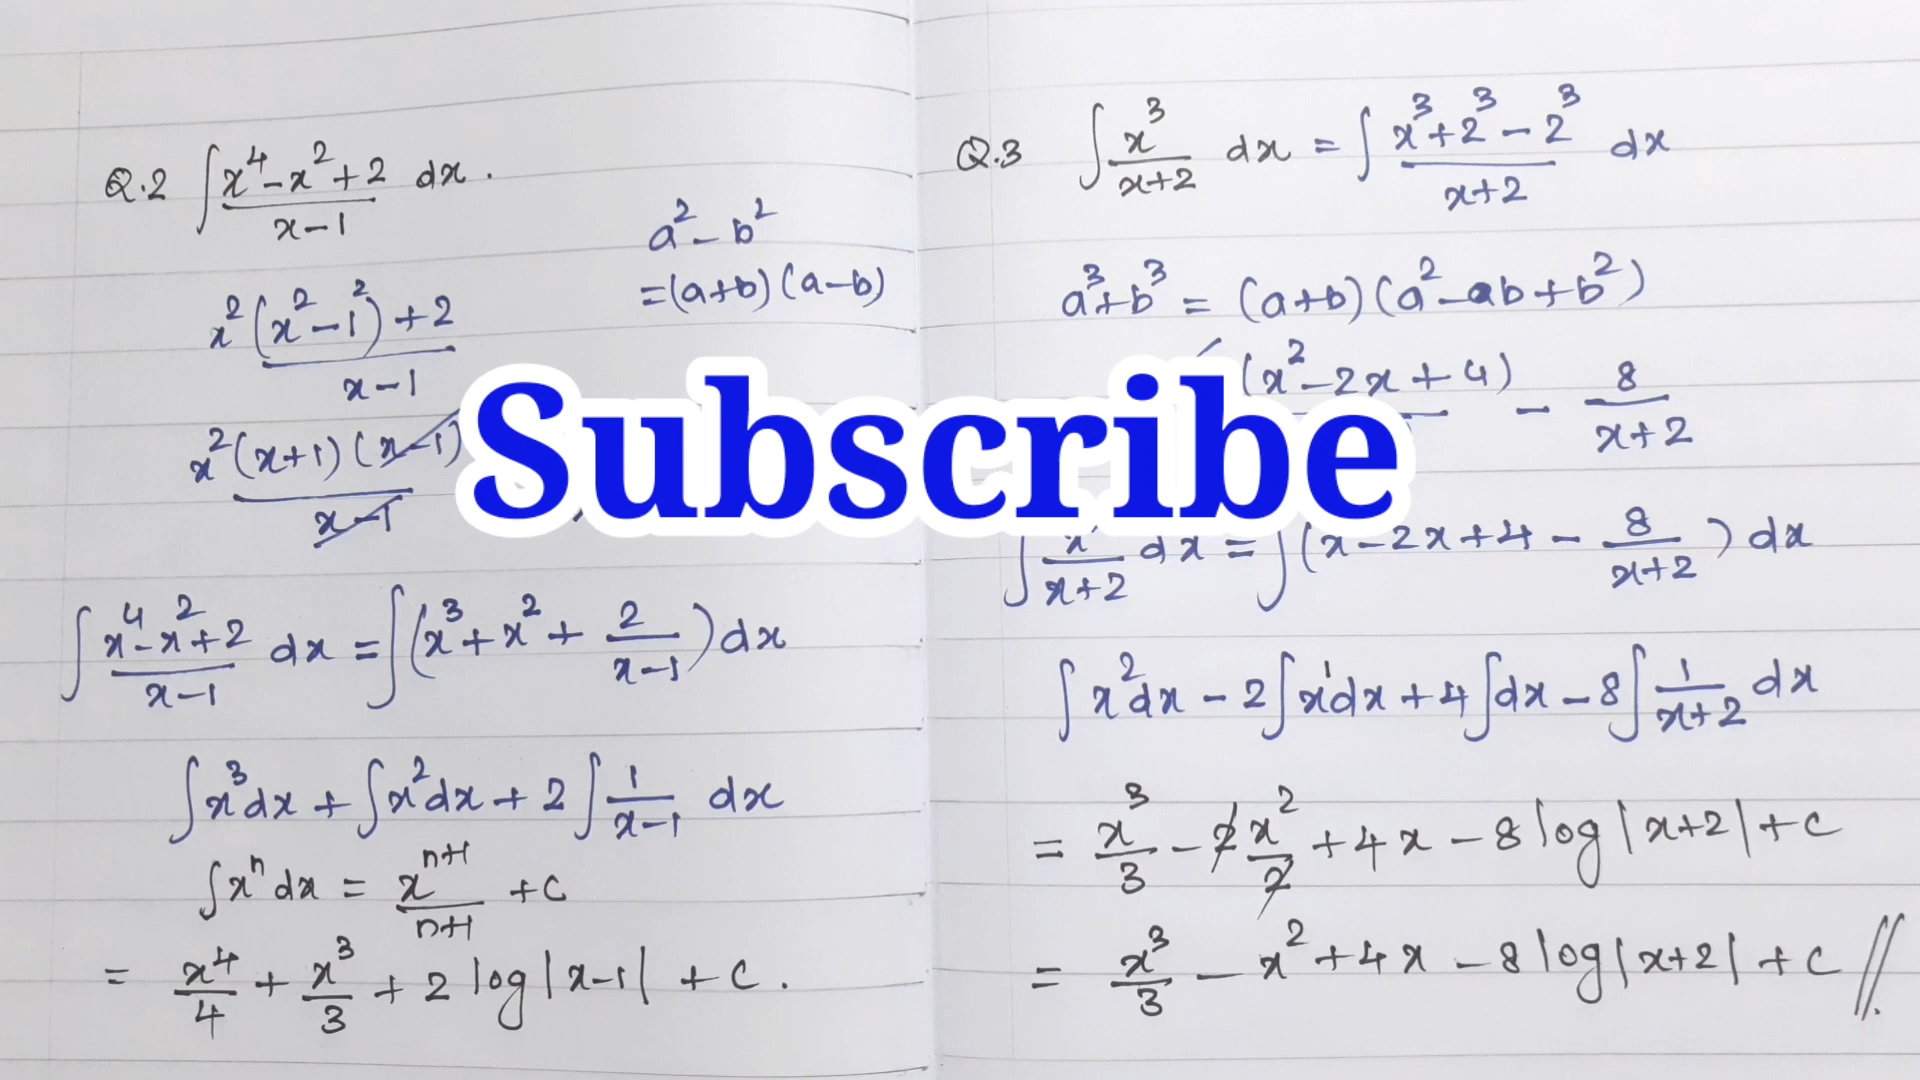 Q.2 ∫ (x⁴-x²+2)/(x-1) dx.
a²-b²
=(a+b)(a-b)
(x²(x²-1²)+2)/(x-1)
x²(x+1)(x-1)/(x-1)
∫ (x⁴-x²+2)/(x-1) dx = ∫(x³+x²+ 2/(x-1))dx
∫x³dx + ∫x²dx + 2∫ 1/(x-1) dx
∫xⁿdx = xⁿ⁺¹/(n+1) +c
= x⁴/4 + x³/3 + 2 log|x-1| + c.
Subscribe
Q.3 ∫ x³/(x+2) dx = ∫ (x³+2³-2³)/(x+2) dx
a³+b³ = (a+b)(a²-ab+b²)
(x²-2x+4) - 8/(x+2)
∫ x/(x+2) dx = ∫(x-2x+4 - 8/(x+2)) dx
∫x²dx - 2∫x¹dx + 4∫dx - 8∫ 1/(x+2) dx
= x³/3 - 2 x²/2 + 4x - 8 log|x+2| + c
= x³/3 - x² + 4x - 8 log|x+2| + c //.